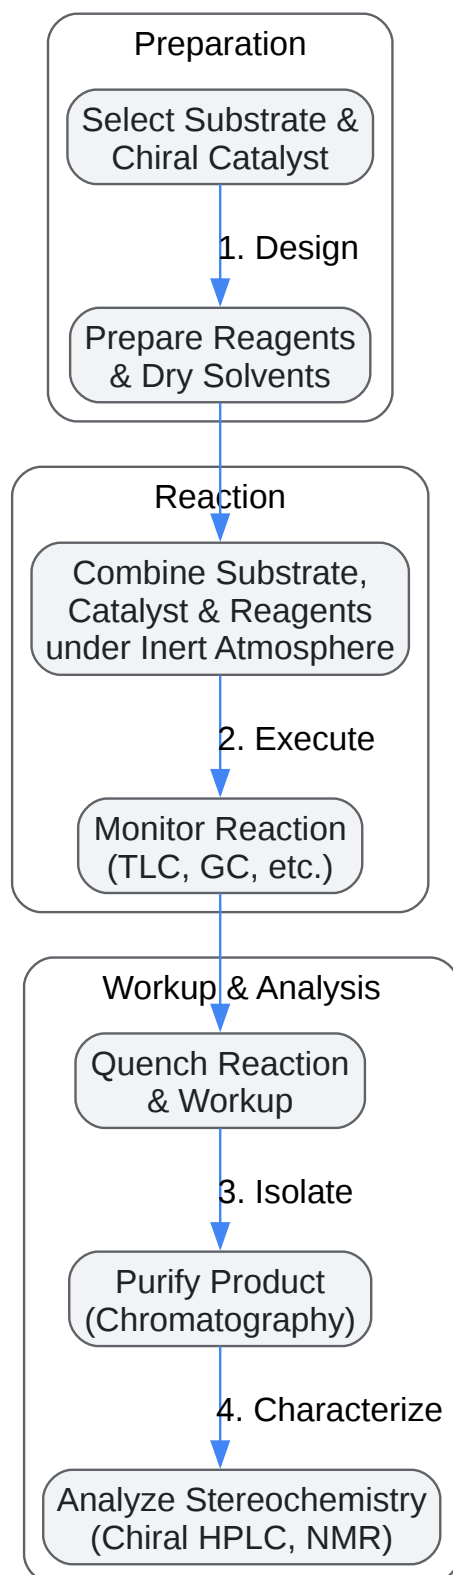 Preparation
Select Substrate &
Chiral Catalyst
1. Design
Prepare Reagents
& Dry Solvents
Reaction
Combine Substrate,
Catalyst & Reagents
under Inert Atmosphere
2. Execute
Monitor Reaction
(TLC, GC, etc.)
Workup & Analysis
Quench Reaction
& Workup
3. Isolate
Purify Product
(Chromatography)
4. Characterize
Analyze Stereochemistry
(Chiral HPLC, NMR)